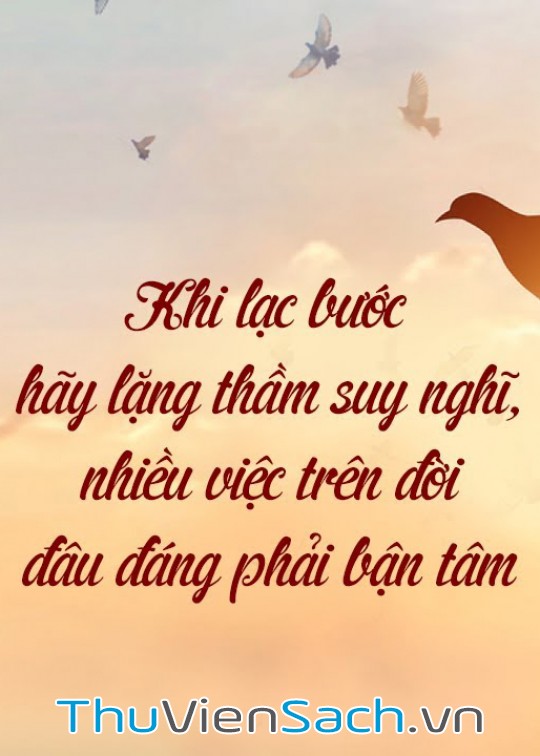 Khi lạc bước
hãy lặng thầm suy nghĩ,
nhiều việc trên đời
đâu đáng phải bận tâm
ThuVienSach.vn